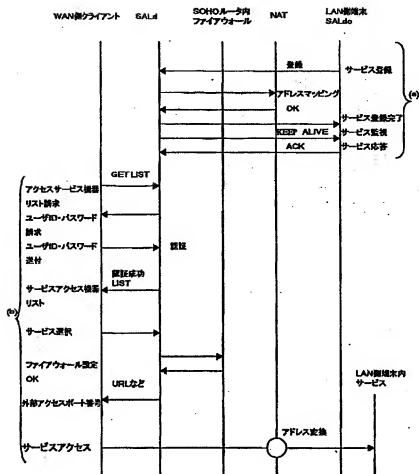 WAN側クライアント SALd SOHOルータ内ファイアウォール NAT LAN側端末 SALdc
登録 サービス登録
アドレスマッピング
OK
サービス登録完了
KEEP ALIVE サービス監視
ACK サービス応答
(a)
GET LIST
アクセスサービス機器
リスト請求
ユーザID・パスワード
請求
ユーザID・パスワード 認証
送付
認証成功
LIST
サービスアクセス機器
リスト
(b)
サービス選択
ファイアウォール設定
OK
URLなど
外部アクセスポート番号
LAN側端末内
サービス
アドレス変換
サービスアクセス